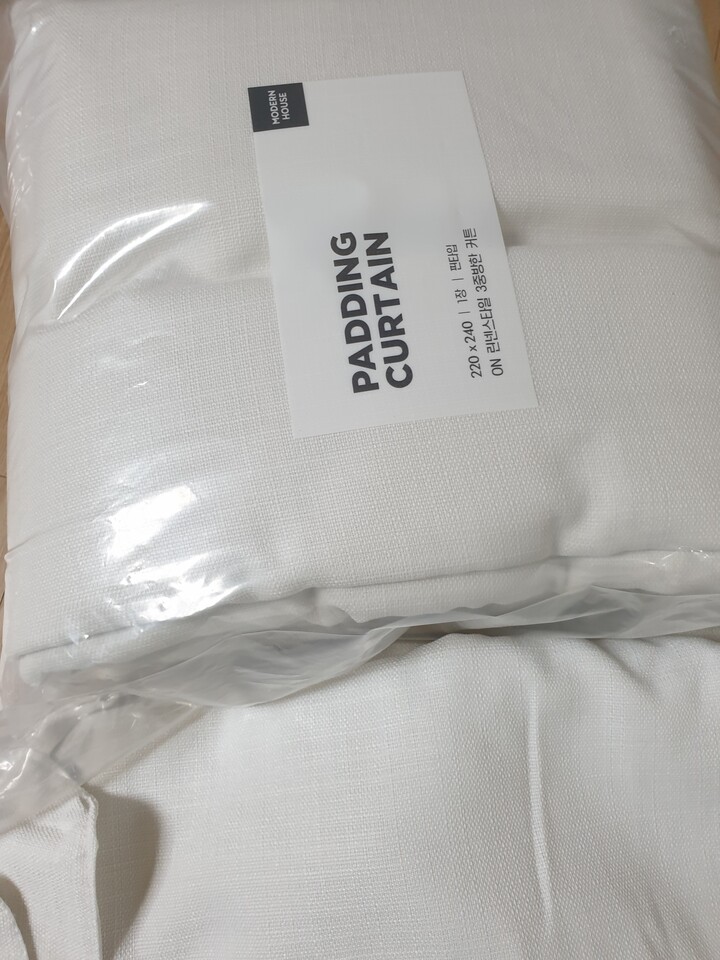 MODERN
HOUSE
PADDING
CURTAIN
220 x 240 | 1장 | 핀타입
ON 리넨스타일 3중방한 커튼